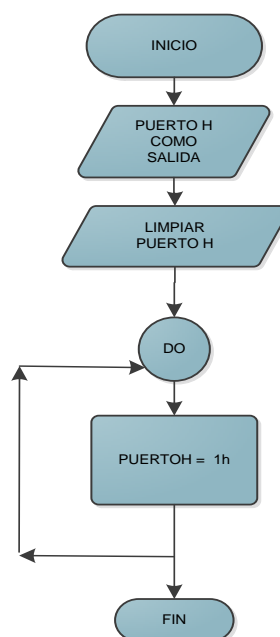 INICIO
PUERTO H
COMO
SALIDA
LIMPIAR
PUERTO H
DO
PUERTOH = 1h
FIN